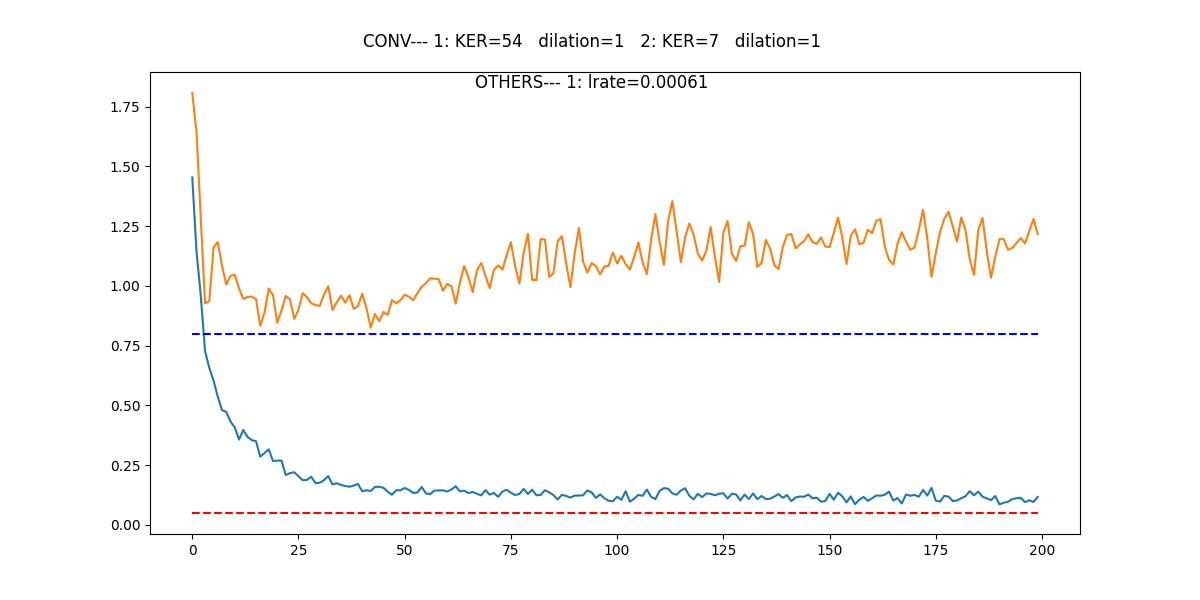 CONV--- 1: KER=54   dilation=1   2: KER=7   dilation=1
OTHERS--- 1: lrate=0.00061
1.75
1.50
1.25
1.00
0.75
0.50
0.25
0.00
0 25 50 75 100 125 150 175 200